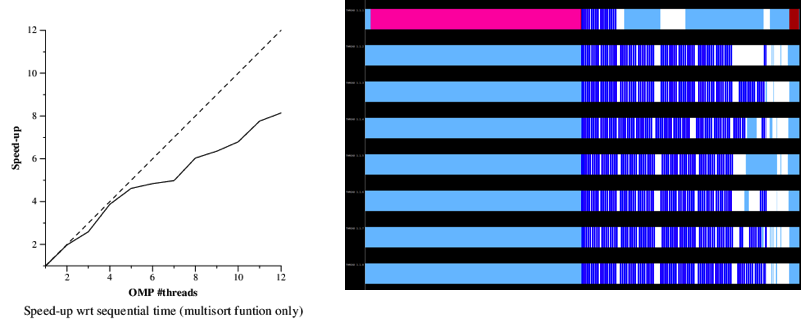 12
10
8
6
4
2
Speed-up
2 4 6 8 10 12
OMP #threads
Speed-up wrt sequential time (multisort funtion only)